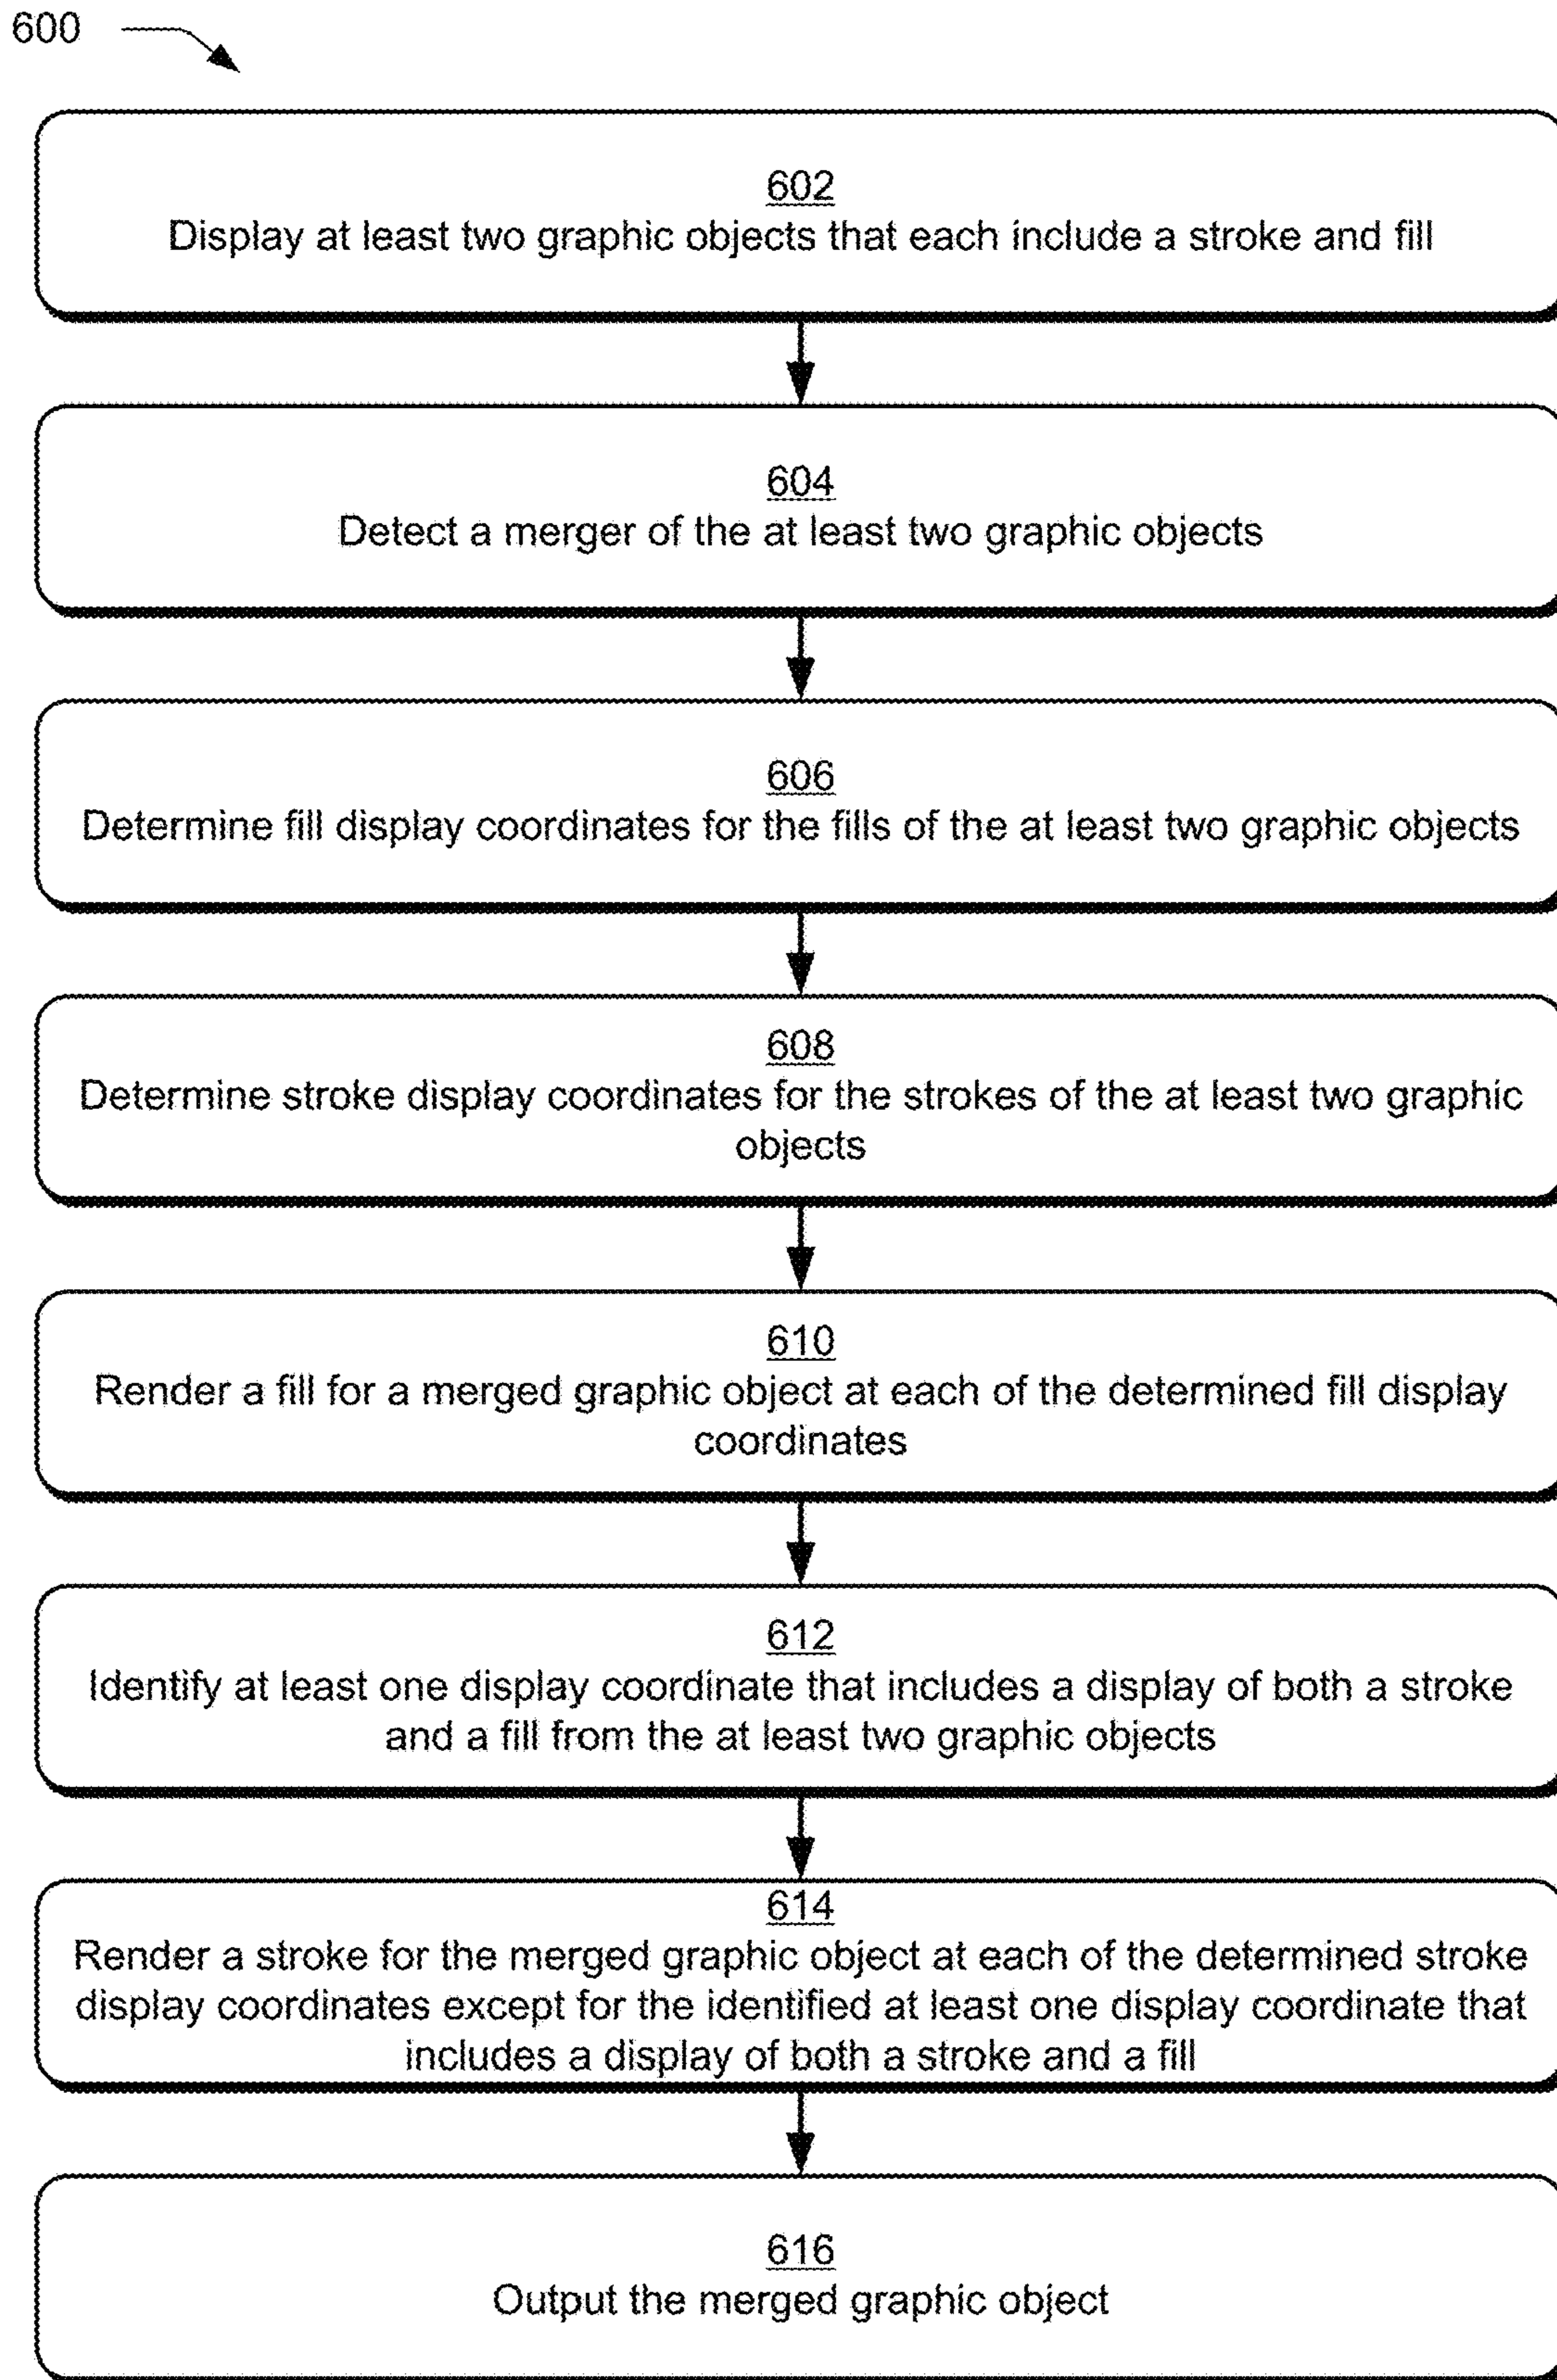 600
602
Display at least two graphic objects that each include a stroke and fill
604
Detect a merger of the at least two graphic objects
606
Determine fill display coordinates for the fills of the at least two graphic objects
608
Determine stroke display coordinates for the strokes of the at least two graphic
objects
610
Render a fill for a merged graphic object at each of the determined fill display
coordinates
612
Identify at least one display coordinate that includes a display of both a stroke
and a fill from the at least two graphic objects
614
Render a stroke for the merged graphic object at each of the determined stroke
display coordinates except for the identified at least one display coordinate that
includes a display of both a stroke and a fill
616
Output the merged graphic object